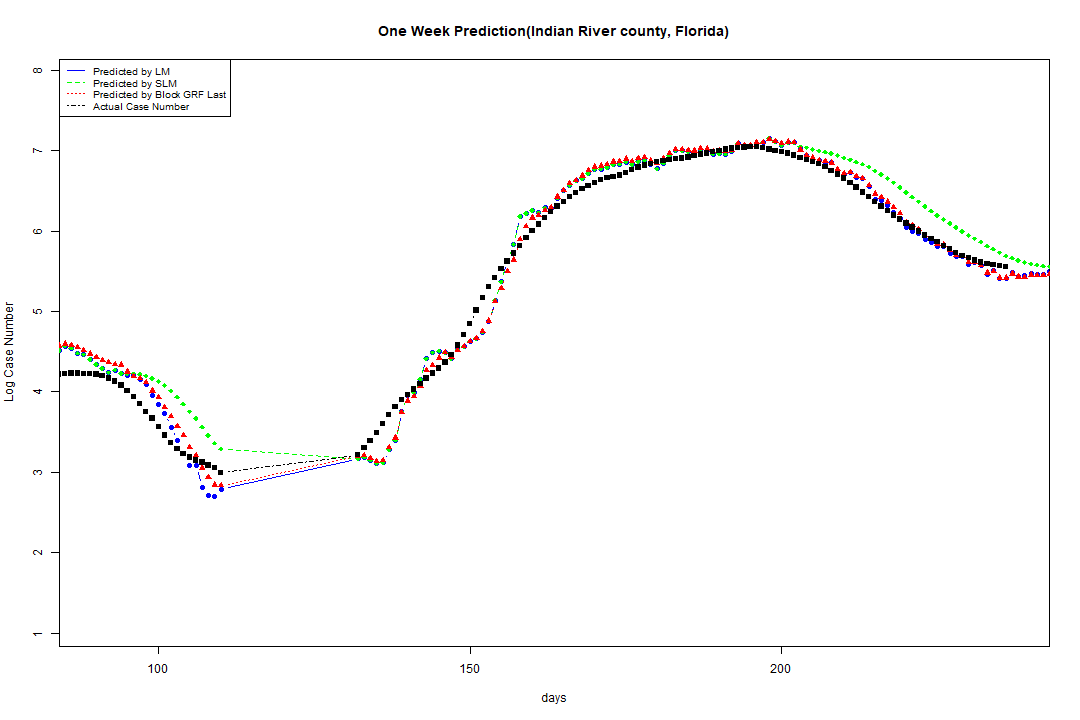 One Week Prediction(Indian River county, Florida)
Predicted by LM
Predicted by SLM
Predicted by Block GRF Last
Actual Case Number
8
7
6
5
4
3
2
1
Log Case Number
100
150
200
days